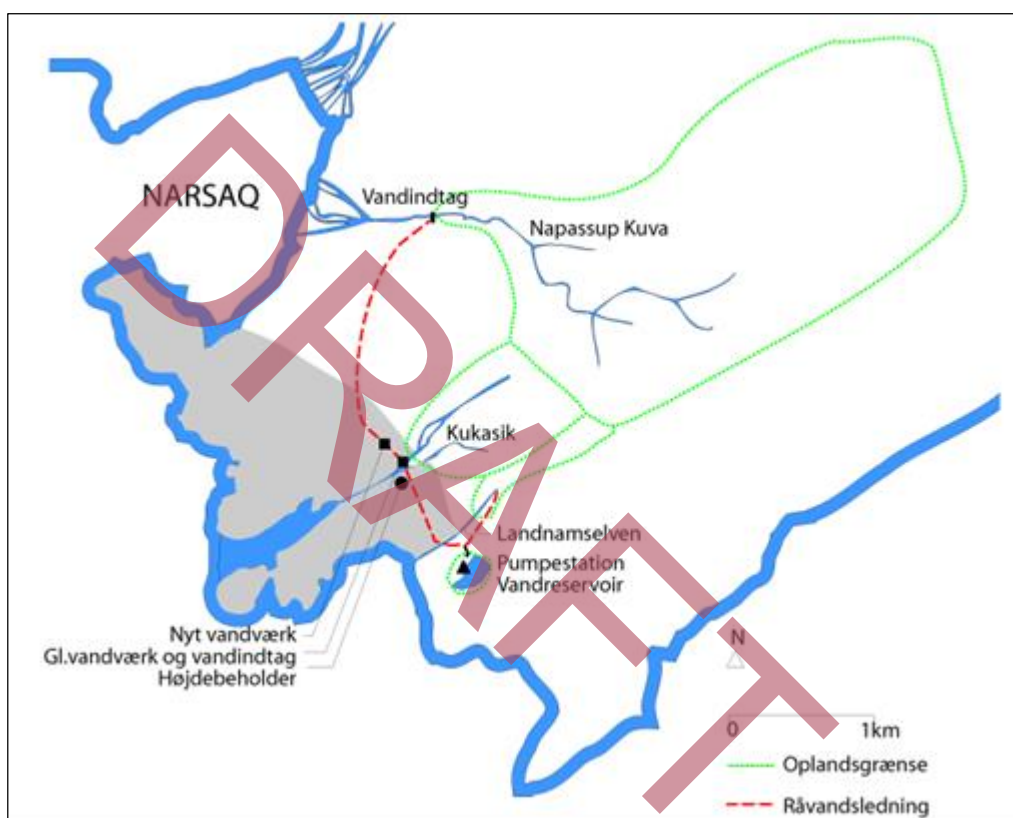 NARSAQ
Vandindtag
Napassup Kuva
Kukasik
Landnamselven
Pumpestation
Vandreservoir
Nyt vandværk
Gl.vandværk og vandindtag
Højdebeholder
N
0 1km
Oplandsgrænse
Råvandsledning
DRAFT